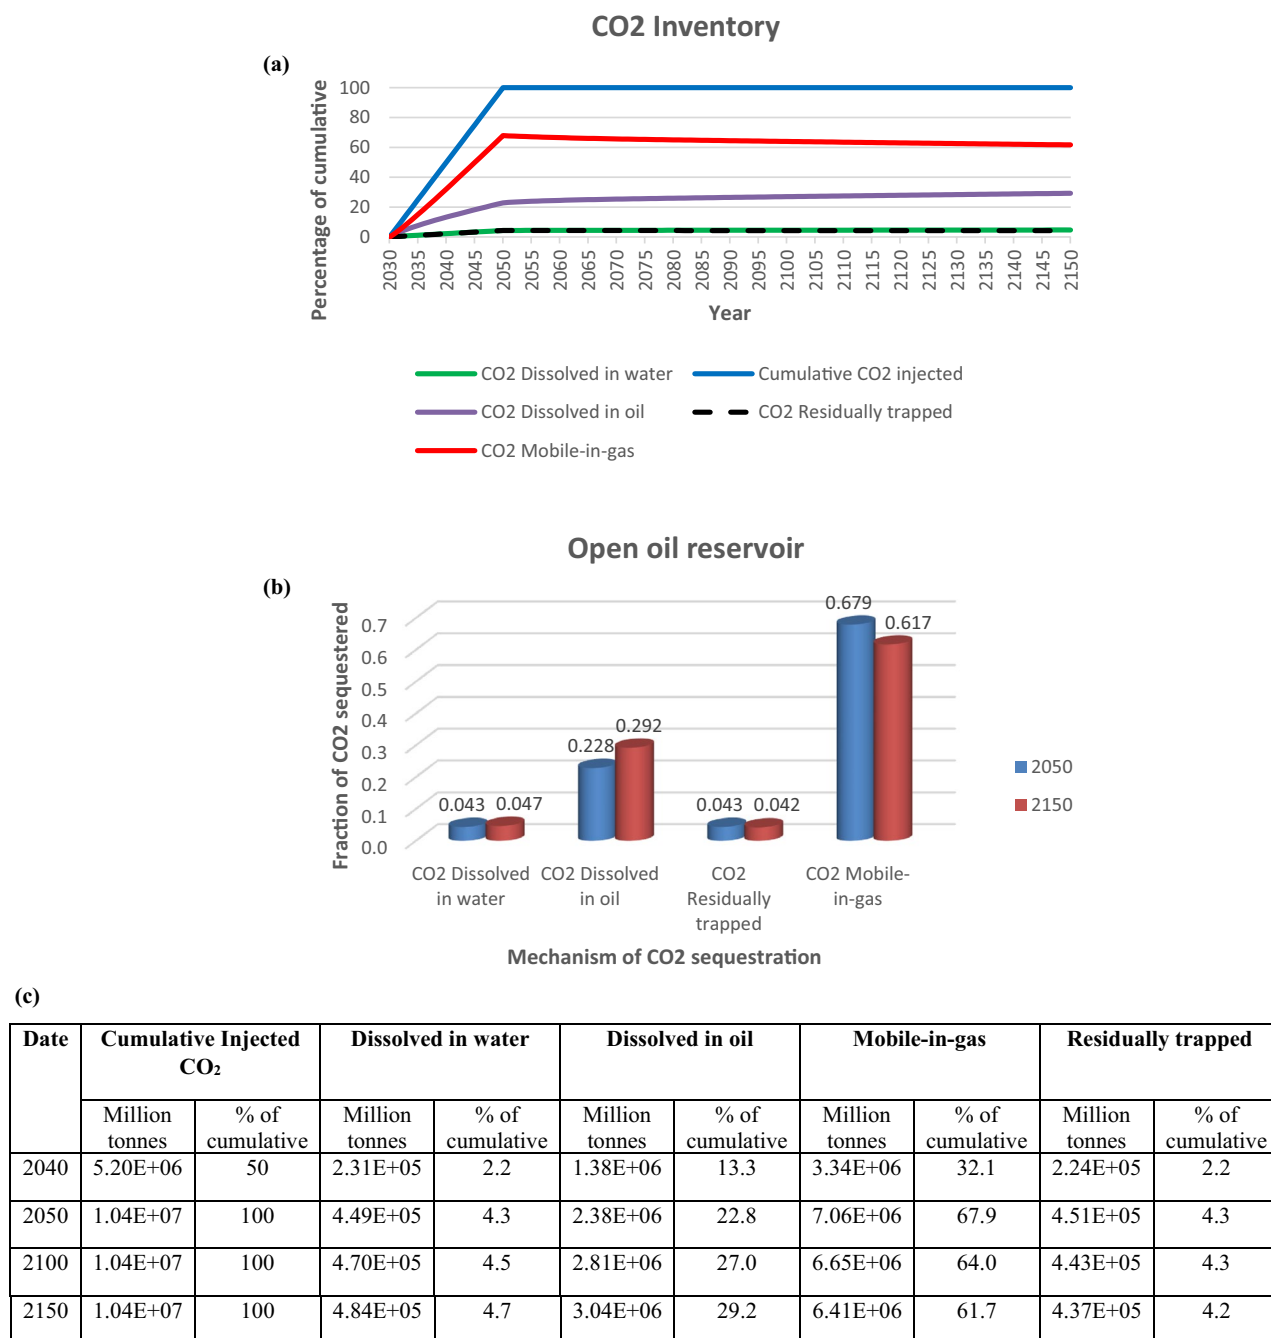 CO2 Inventory
(a)
Percentage of cumulative
100
80
60
40
20
0
2030 2035 2040 2045 2050 2055 2060 2065 2070 2075 2080 2085 2090 2095 2100 2105 2110 2115 2120 2125 2130 2135 2140 2145 2150
Year
CO2 Dissolved in water Cumulative CO2 injected
CO2 Dissolved in oil CO2 Residually trapped
CO2 Mobile-in-gas
Open oil reservoir
(b)
Fraction of CO2 sequestered
0.7
0.6
0.5
0.4
0.3
0.2
0.1
0.0
0.043 0.047 0.228 0.292 0.043 0.042 0.679 0.617
2050
2150
CO2 Dissolved CO2 Dissolved CO2 CO2 Mobile-
in water in oil Residually in-gas
trapped
Mechanism of CO2 sequestration
(c)
Date Cumulative Injected Dissolved in water Dissolved in oil Mobile-in-gas Residually trapped
CO₂
Million % of Million % of Million % of Million % of Million % of
tonnes cumulative tonnes cumulative tonnes cumulative tonnes cumulative tonnes cumulative
2040 5.20E+06 50 2.31E+05 2.2 1.38E+06 13.3 3.34E+06 32.1 2.24E+05 2.2
2050 1.04E+07 100 4.49E+05 4.3 2.38E+06 22.8 7.06E+06 67.9 4.51E+05 4.3
2100 1.04E+07 100 4.70E+05 4.5 2.81E+06 27.0 6.65E+06 64.0 4.43E+05 4.3
2150 1.04E+07 100 4.84E+05 4.7 3.04E+06 29.2 6.41E+06 61.7 4.37E+05 4.2